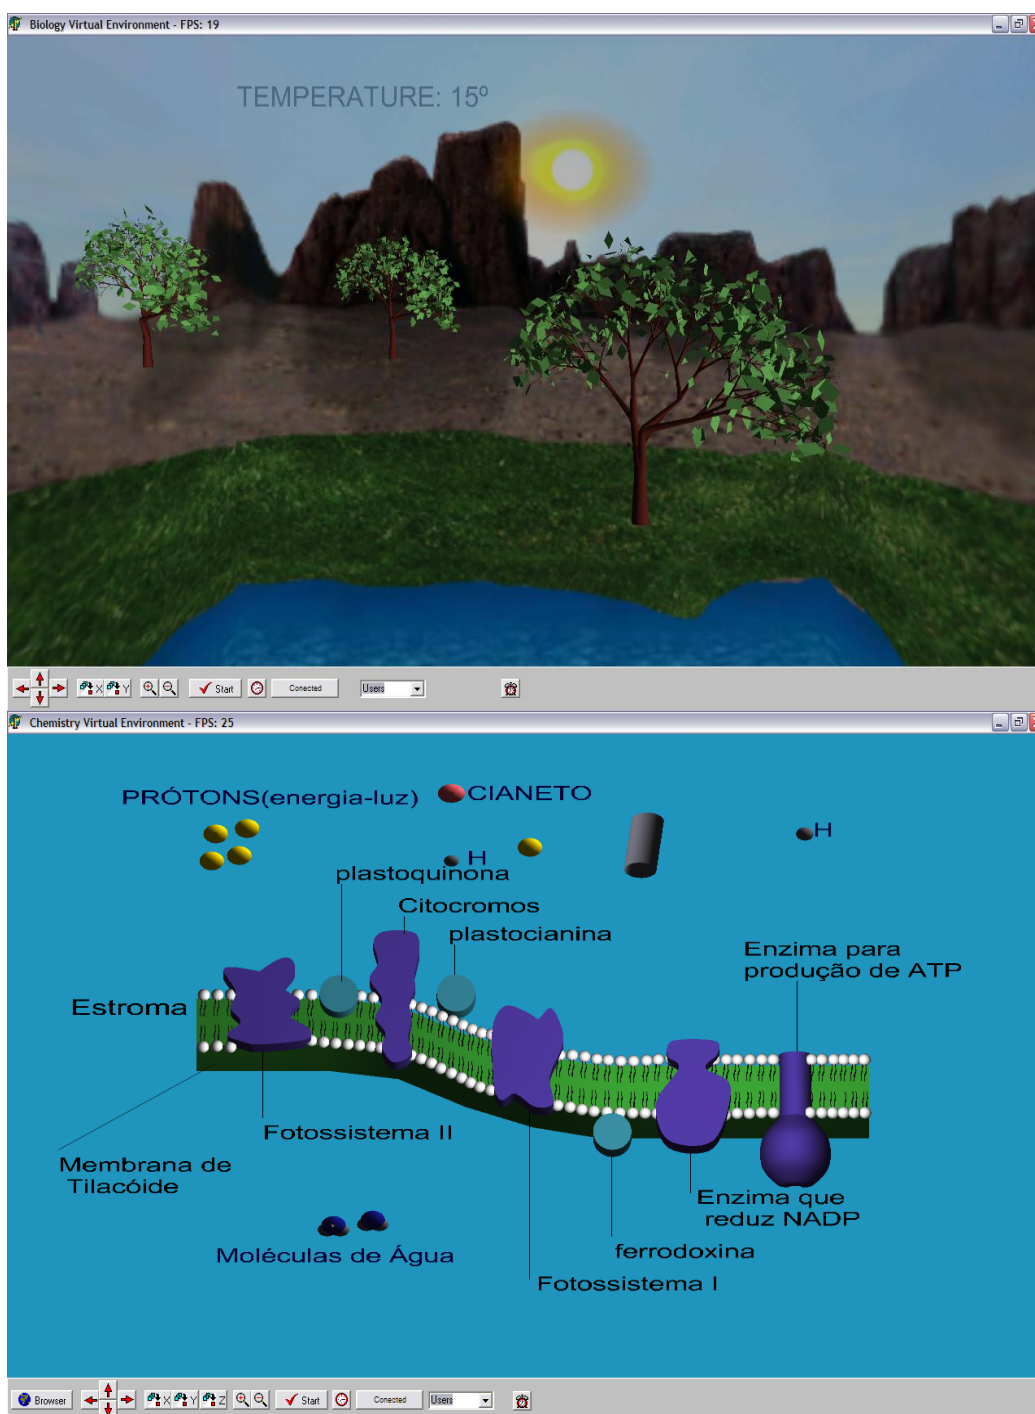 Biology Virtual Environment - FPS: 19
TEMPERATURE: 15º
X
Y
Start
Conected
Users
Chemistry Virtual Environment - FPS: 25
PRÓTONS(energia-luz)
CIANETO
H
H
plastoquinona
Citocromos
plastocianina
Enzima para
produção de ATP
Estroma
Fotossistema II
Membrana de
Tilacóide
Enzima que
reduz NADP
Moléculas de Água
ferrodoxina
Fotossistema I
Browser
X
Y
Z
Start
Conected
Users